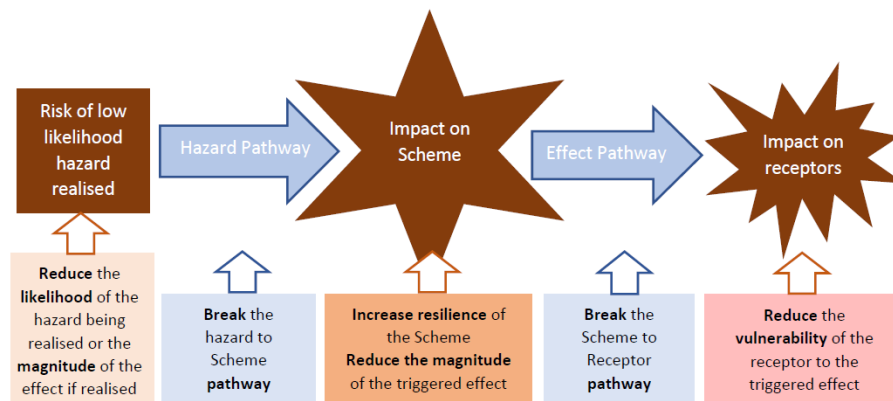 Risk of low
likelihood
hazard
realised
Hazard Pathway
Impact on
Scheme
Effect Pathway
Impact on
receptors
Reduce the
likelihood of the
hazard being
realised or the
magnitude of the
effect if realised
Break the
hazard to
Scheme
pathway
Increase resilience of
the Scheme
Reduce the magnitude
of the triggered effect
Break the
Scheme to
Receptor
pathway
Reduce the
vulnerability of the
receptor to the
triggered effect